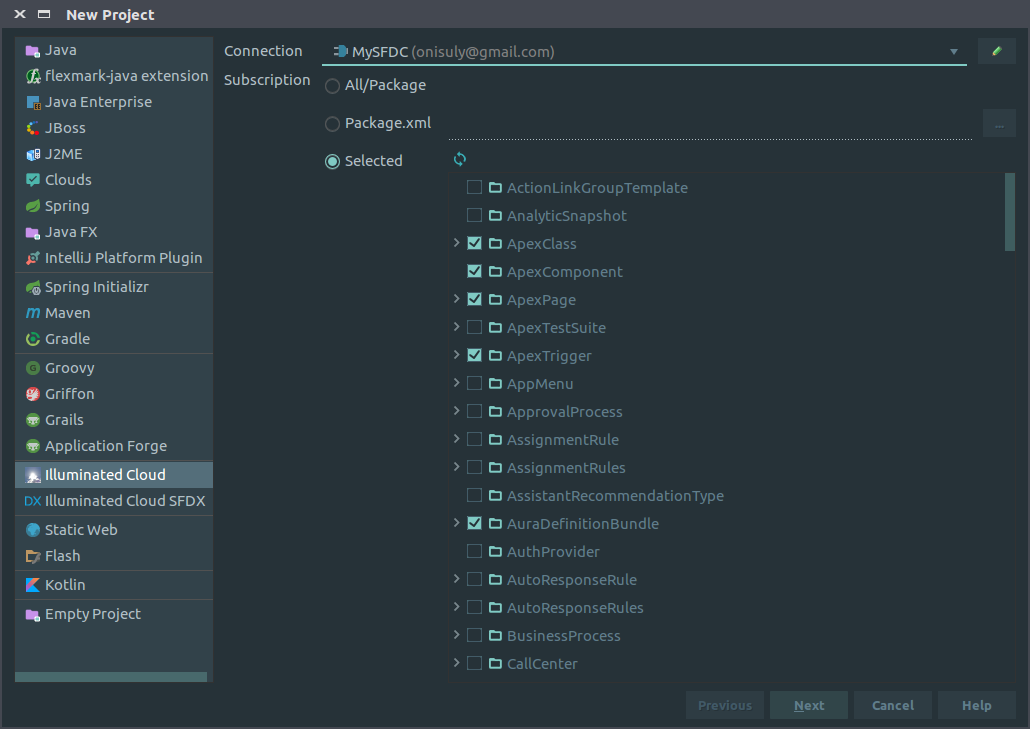 New Project
Java
flexmark-java extension
Java Enterprise
JBoss
J2ME
Clouds
Spring
Java FX
IntelliJ Platform Plugin
Spring Initializr
Maven
Gradle
Groovy
Griffon
Grails
Application Forge
Illuminated Cloud
DX Illuminated Cloud SFDX
Static Web
Flash
Kotlin
Empty Project
Connection MySFDC (onisuly@gmail.com)
Subscription
All/Package
Package.xml ...
Selected
ActionLinkGroupTemplate
AnalyticSnapshot
ApexClass
ApexComponent
ApexPage
ApexTestSuite
ApexTrigger
AppMenu
ApprovalProcess
AssignmentRule
AssignmentRules
AssistantRecommendationType
AuraDefinitionBundle
AuthProvider
AutoResponseRule
AutoResponseRules
BusinessProcess
CallCenter
Previous Next Cancel Help